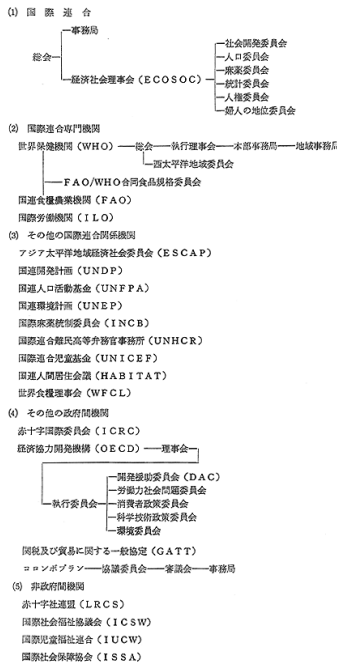 (1) 国際連合
事務局
総会
社会開発委員会
人口委員会
麻薬委員会
経済社会理事会(ECOSOC)
統計委員会
人権委員会
婦人の地位委員会
(2) 国際連合専門機関
世界保健機関(WHO) 総会 執行理事会 本部事務局 地域事務局
西太平洋地域委員会
FAO/WHO合同食品規格委員会
国連食糧農業機関(FAO)
国際労働機関(ILO)
(3) その他の国際連合関係機関
アジア太平洋地域経済社会委員会(ESCAP)
国連開発計画(UNDP)
国連人口活動基金(UNFPA)
国連環境計画(UNEP)
国際麻薬統制委員会(INCB)
国際連合難民高等弁務官事務所(UNHCR)
国際連合児童基金(UNICEF)
国連人間居住会議(HABITAT)
世界食糧理事会(WFCL)
(4) その他の政府間機関
赤十字国際委員会(ICRC)
経済協力開発機構(OECD) 理事会
開発援助委員会(DAC)
労働力社会問題委員会
執行委員会 消費者政策委員会
科学技術政策委員会
環境委員会
関税及び貿易に関する一般協定(GATT)
コロンボプラン 協議委員会 審議会 事務局
(5) 非政府間機関
赤十字社連盟(LRCS)
国際社会福祉協議会(ICSW)
国際児童福祉連合(IUCW)
国際社会保障協会(ISSA)